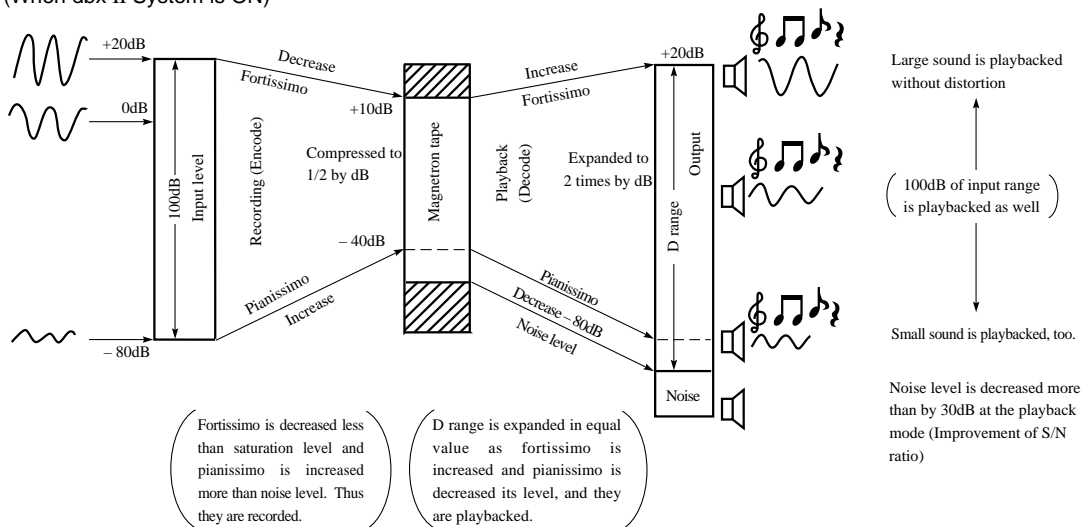 (When dbx II System is ON)
+20dB
0dB
– 80dB
100dB
Input level
Decrease
Fortissimo
Recording (Encode)
Pianissimo
Increase
+10dB
Compressed to
1/2 by dB
– 40dB
Magnetron tape
Increase
Fortissimo
Playback
(Decode)
Expanded to
2 times by dB
Pianissimo
Decrease – 80dB
Noise level
+20dB
D range
Output
Noise
Large sound is playbacked
without distortion
100dB of input range
is playbacked as well
Small sound is playbacked, too.
Noise level is decreased more
than by 30dB at the playback
mode (Improvement of S/N
ratio)
Fortissimo is decreased less
than saturation level and
pianissimo is increased
more than noise level. Thus
they are recorded.
D range is expanded in equal
value as fortissimo is
increased and pianissimo is
decreased its level, and they
are playbacked.